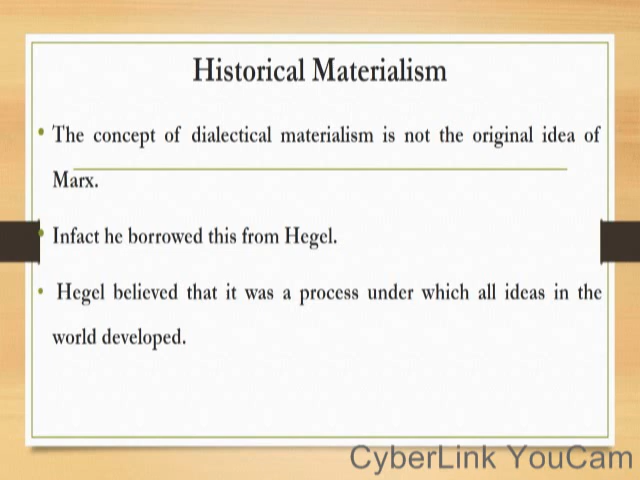 Historical Materialism
• The concept of dialectical materialism is not the original idea of
Marx.
• Infact he borrowed this from Hegel.
• Hegel believed that it was a process under which all ideas in the
world developed.
CyberLink YouCam